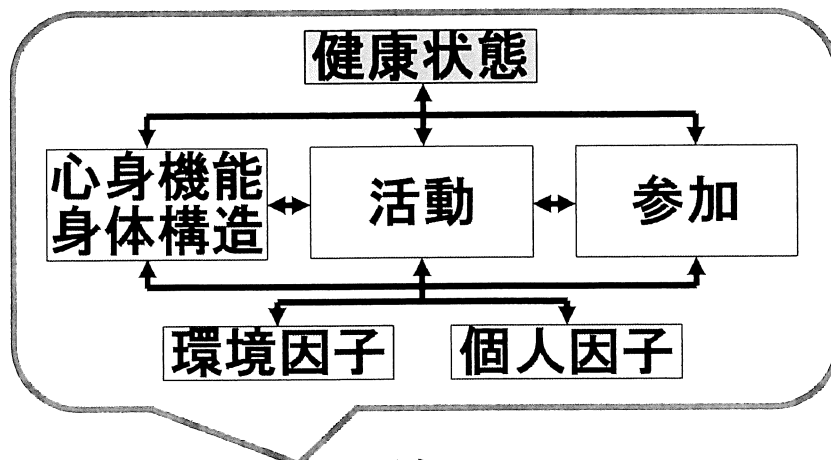 健康状態
心身機能
身体構造
活動
参加
環境因子
個人因子